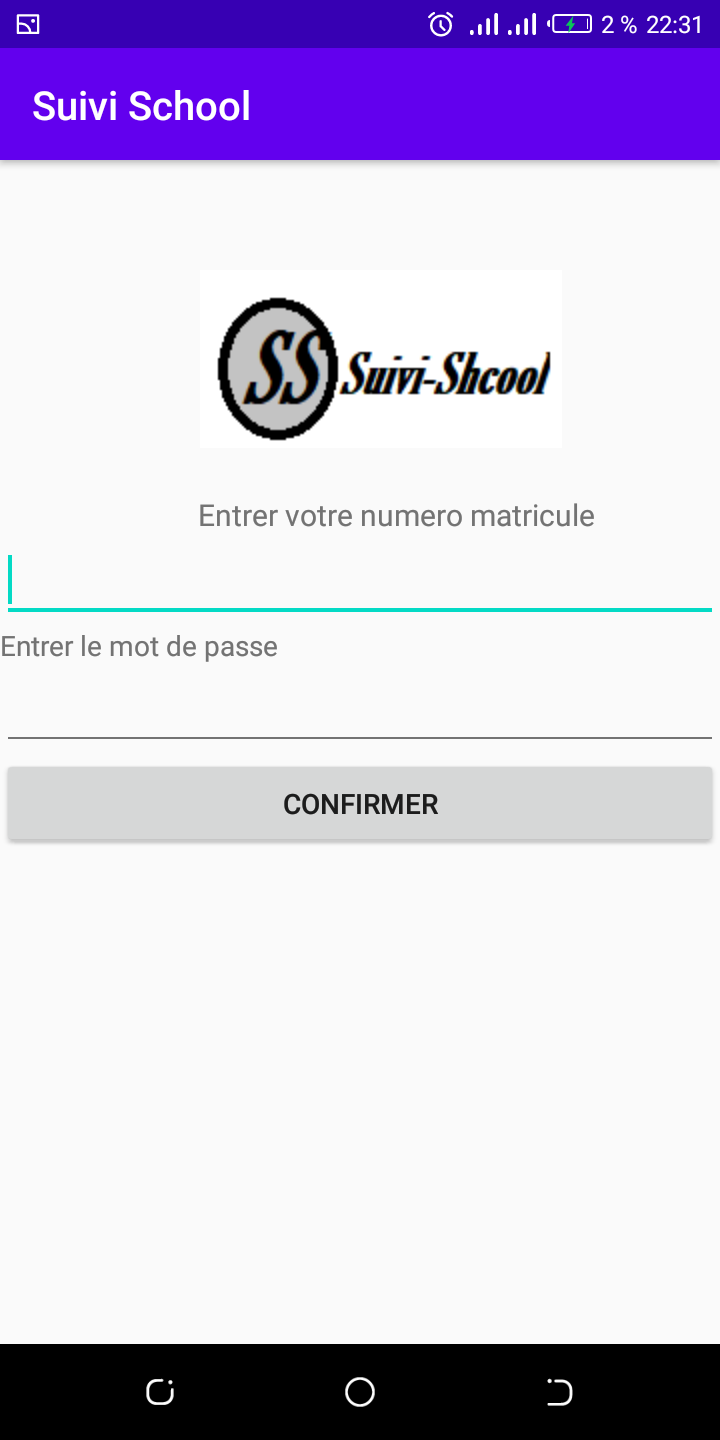 2 % 22:31
Suivi School
SS Suivi-Shcool
Entrer votre numero matricule
Entrer le mot de passe
CONFIRMER